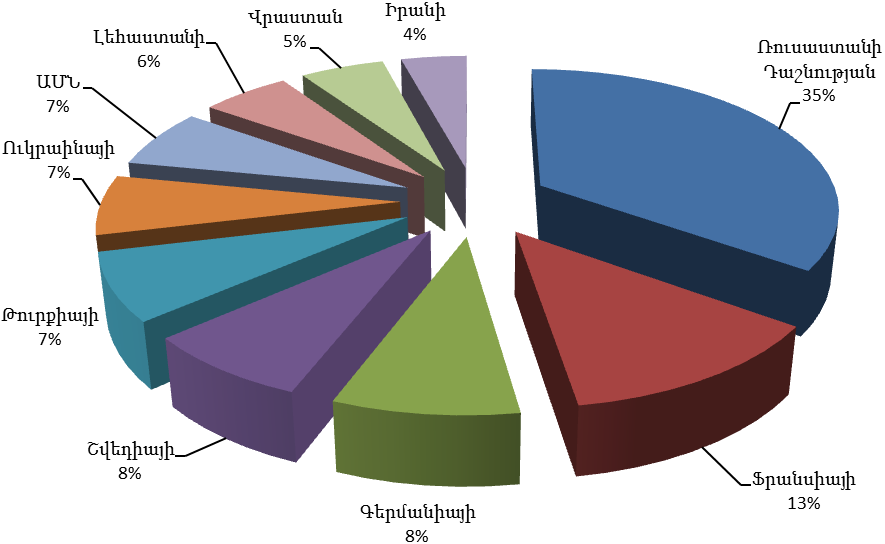 Իրանի
4%
Վրաստան
5%
Լեհաստանի
6%
ԱՄՆ
7%
Ուկրաինայի
7%
Թուրքիայի
7%
Շվեդիայի
8%
Գերմանիայի
8%
Ֆրանսիայի
13%
Ռուսաստանի
Դաշնության
35%